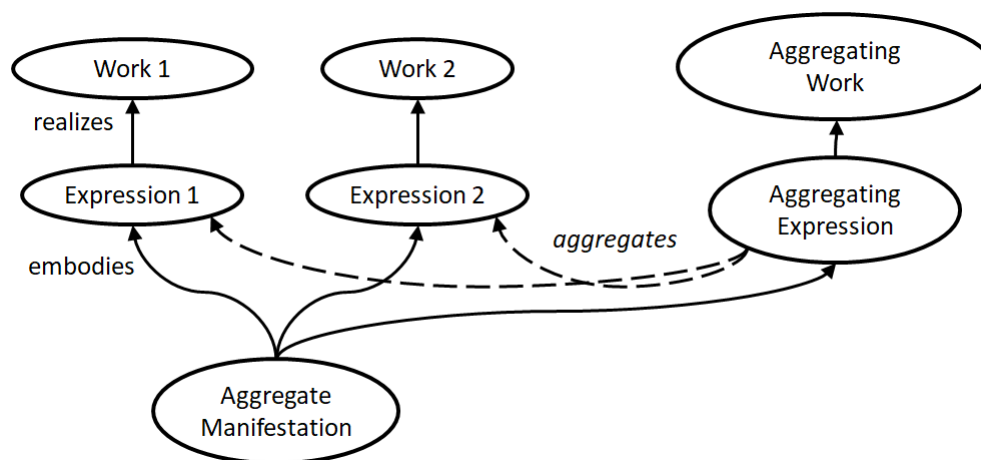 Work 1
Work 2
Aggregating
Work
realizes
Expression 1
Expression 2
Aggregating
Expression
aggregates
embodies
Aggregate
Manifestation